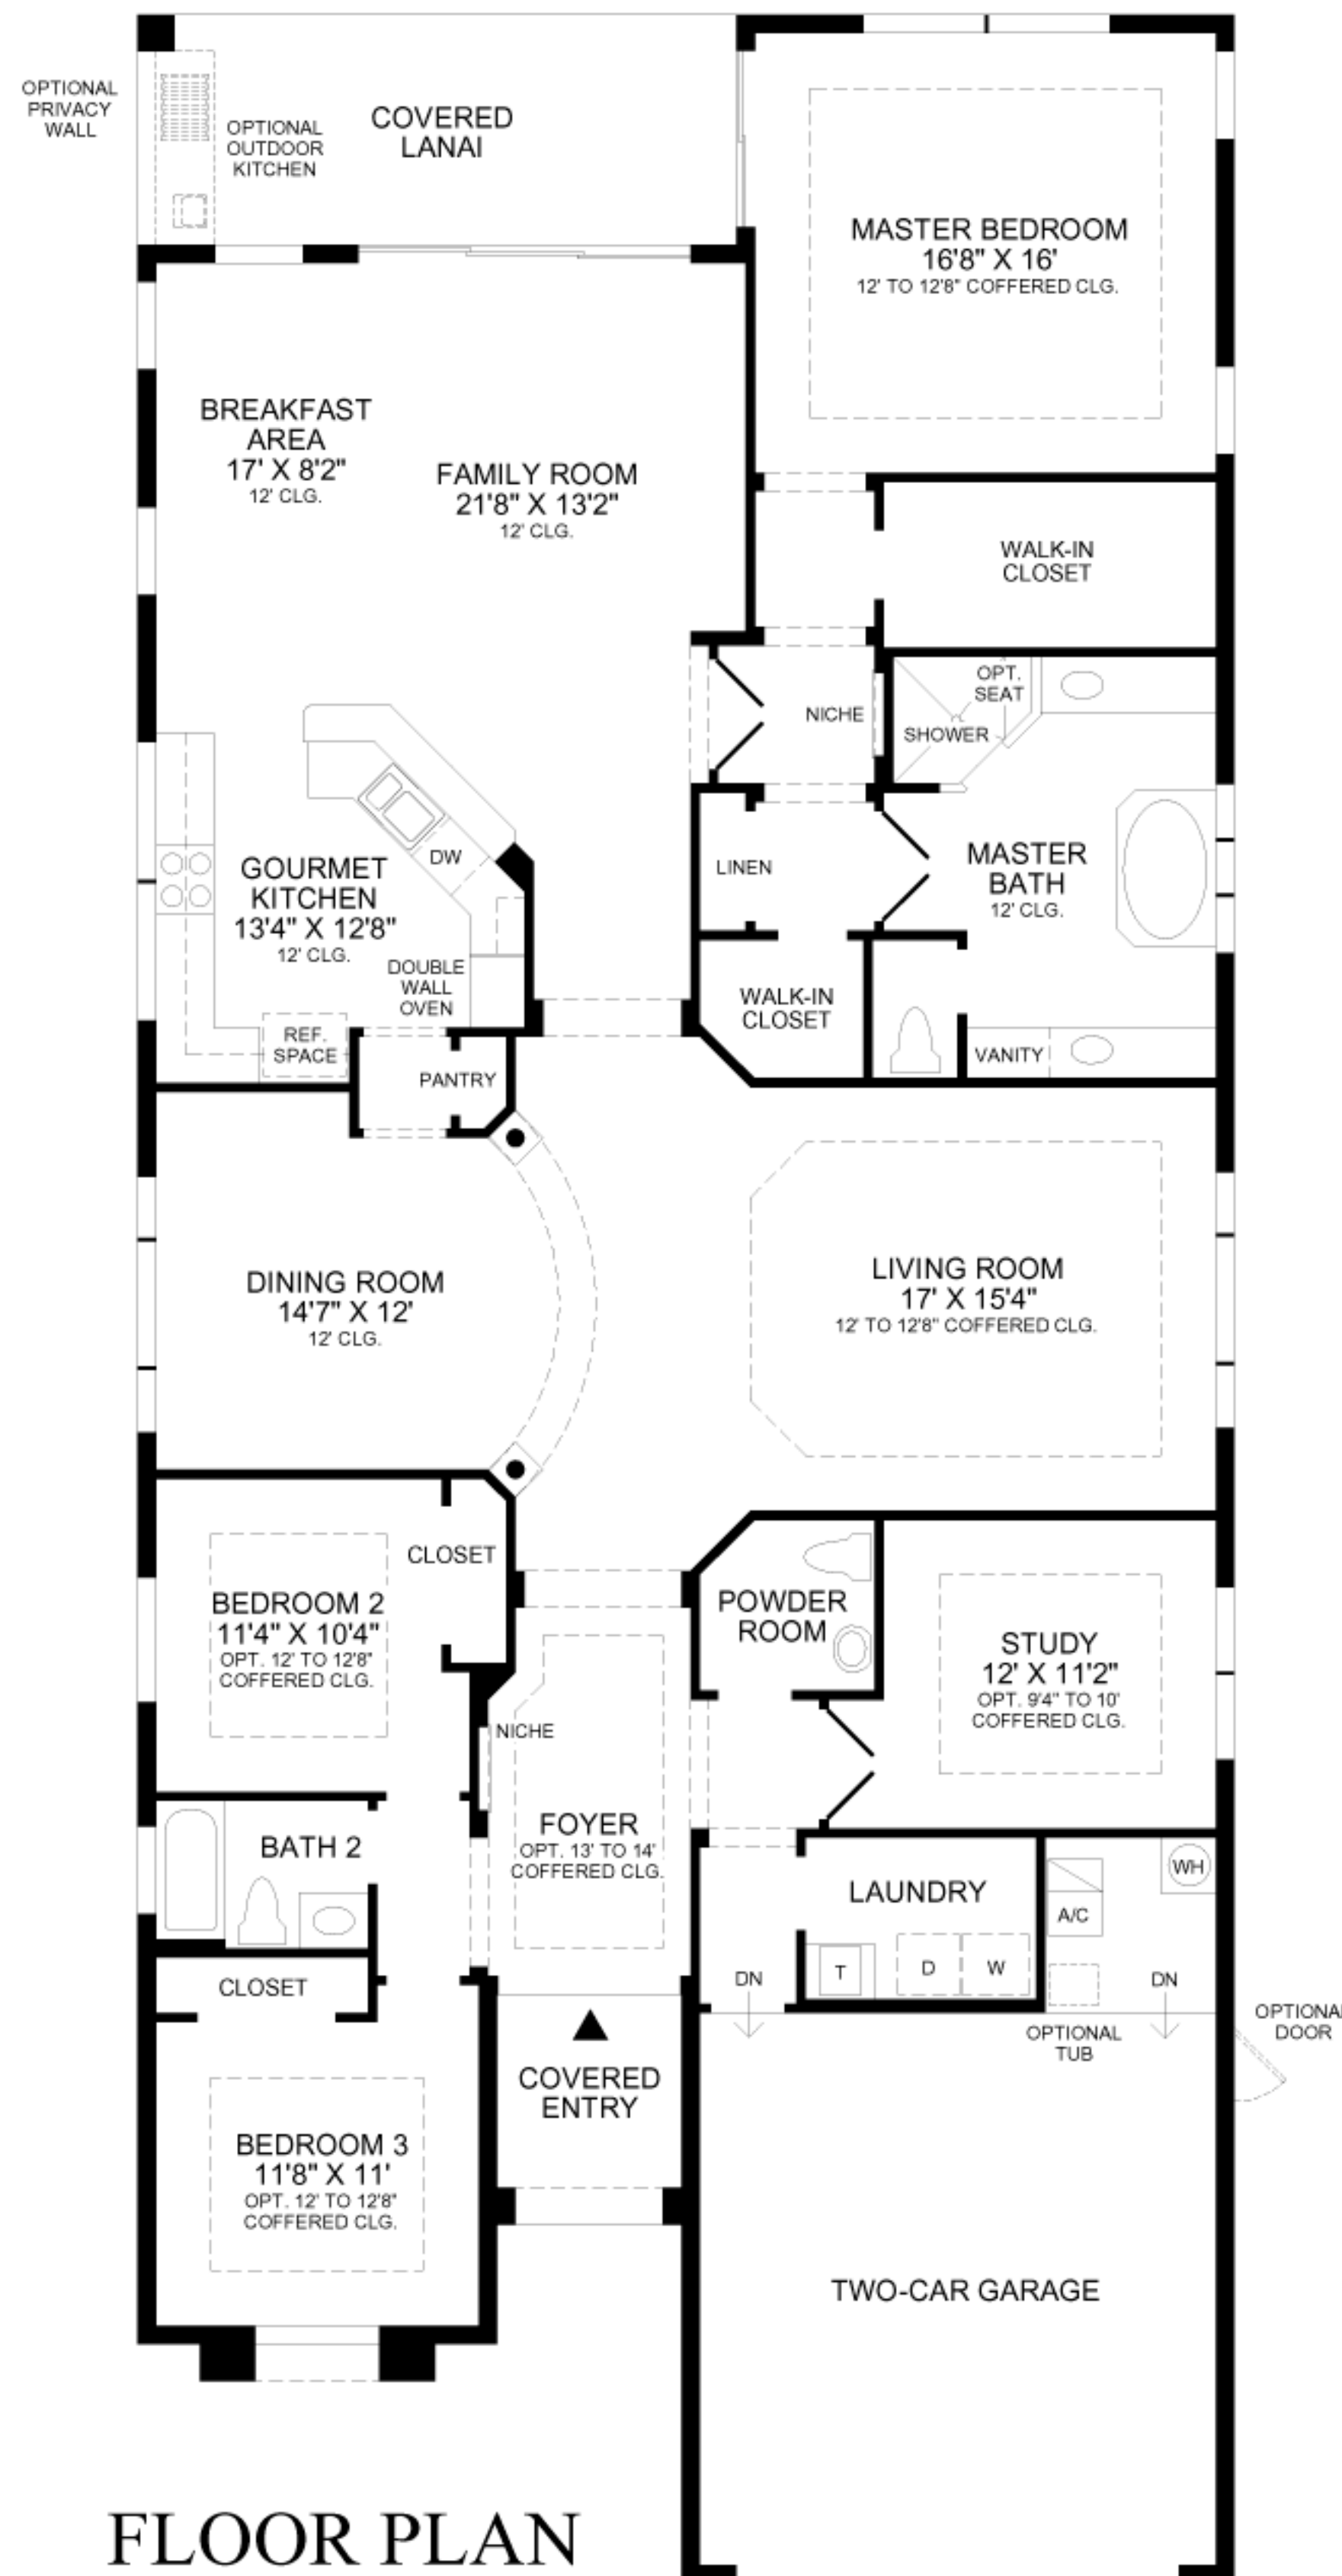 OPTIONAL
PRIVACY
WALL
OPTIONAL
OUTDOOR
KITCHEN
COVERED
LANAI
MASTER BEDROOM
16'8" X 16'
12' TO 12'8" COFFERED CLG.
BREAKFAST
AREA
17' X 8'2"
12' CLG.
FAMILY ROOM
21'8" X 13'2"
12' CLG.
WALK-IN
CLOSET
OPT.
SEAT
NICHE
SHOWER
DW
GOURMET
KITCHEN
13'4" X 12'8"
12' CLG.
LINEN
MASTER
BATH
12' CLG.
DOUBLE
WALL
OVEN
WALK-IN
CLOSET
REF.
SPACE
VANITY
PANTRY
DINING ROOM
14'7" X 12'
12' CLG.
LIVING ROOM
17' X 15'4"
12' TO 12'8" COFFERED CLG.
CLOSET
BEDROOM 2
11'4" X 10'4"
OPT. 12' TO 12'8"
COFFERED CLG.
POWDER
ROOM
STUDY
12' X 11'2"
OPT. 9'4" TO 10'
COFFERED CLG.
NICHE
FOYER
OPT. 13' TO 14'
COFFERED CLG.
BATH 2
LAUNDRY
WH
A/C
CLOSET
DN
T
D
W
DN
OPTIONAL
TUB
OPTIONAL
DOOR
COVERED
ENTRY
BEDROOM 3
11'8" X 11'
OPT. 12' TO 12'8"
COFFERED CLG.
TWO-CAR GARAGE
FLOOR PLAN